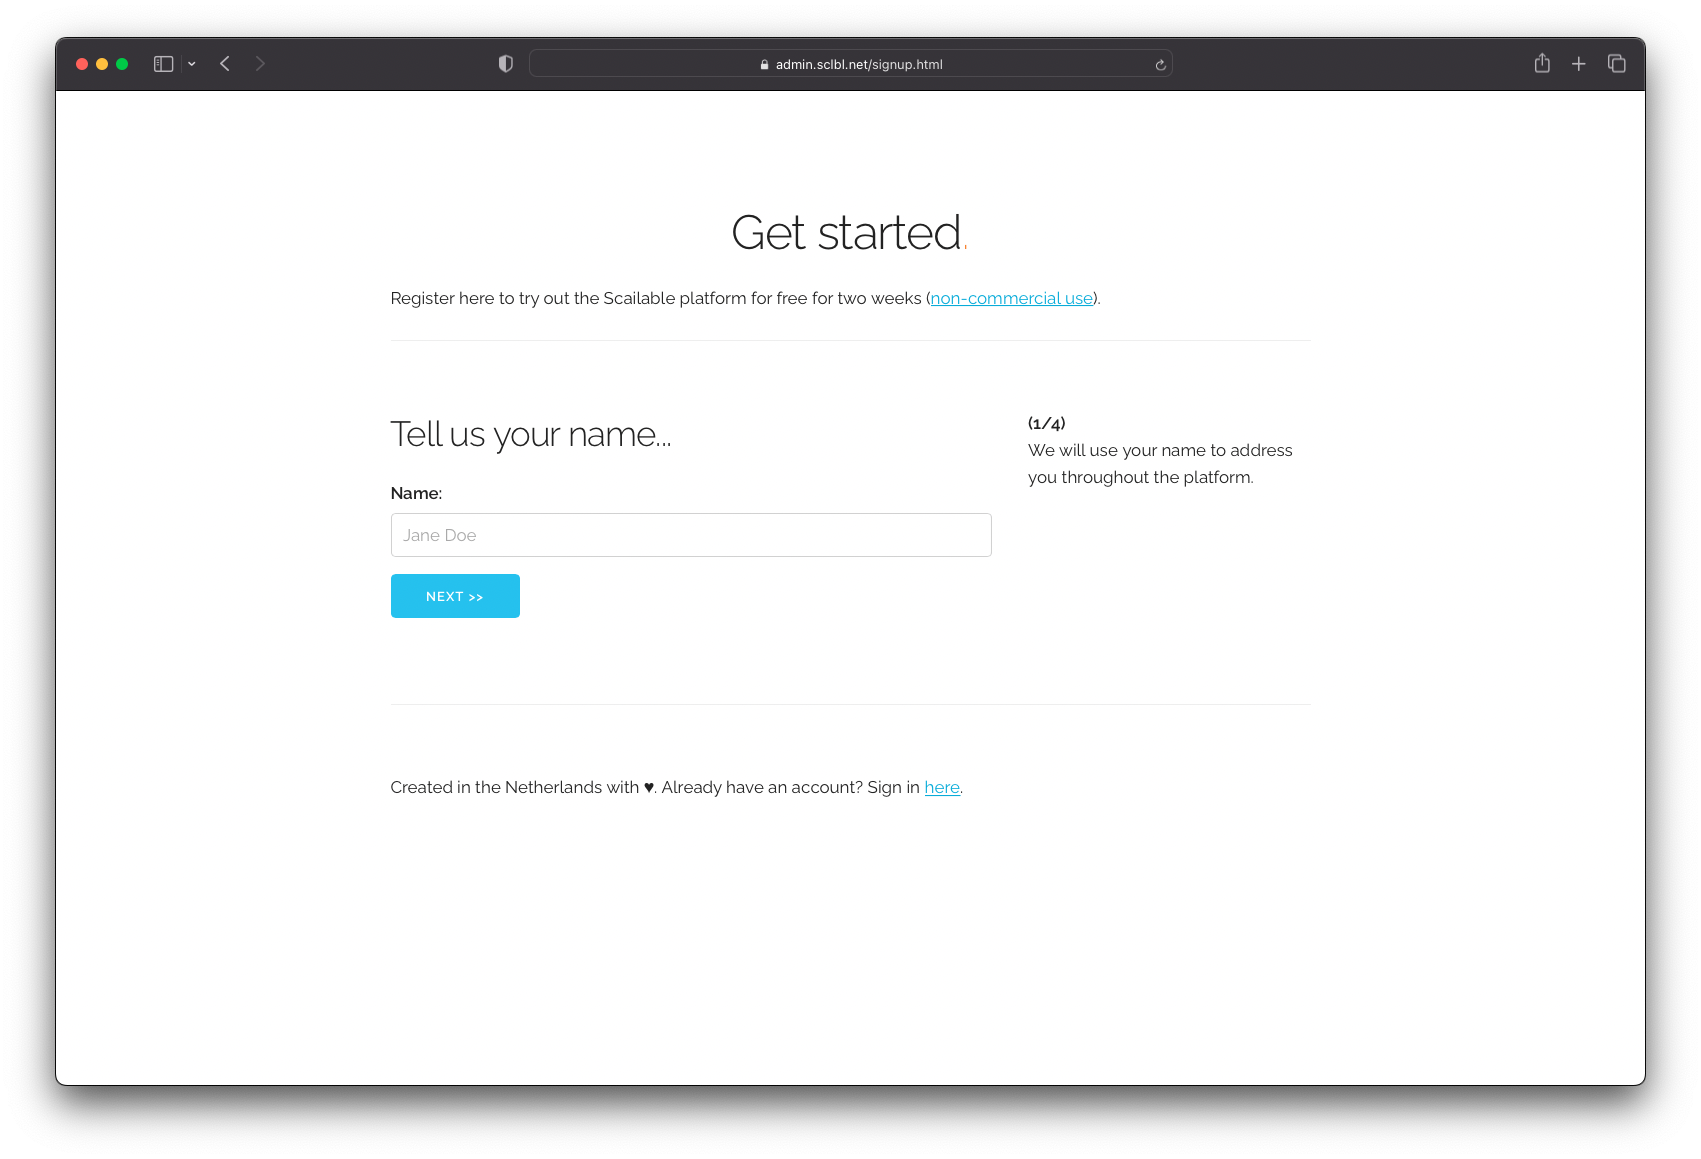 admin.sclbl.net/signup.html
Get started.
Register here to try out the Scailable platform for free for two weeks (non-commercial use).
Tell us your name...
Name:
Jane Doe
NEXT >>
(1/4)
We will use your name to address
you throughout the platform.
Created in the Netherlands with ♥. Already have an account? Sign in here.